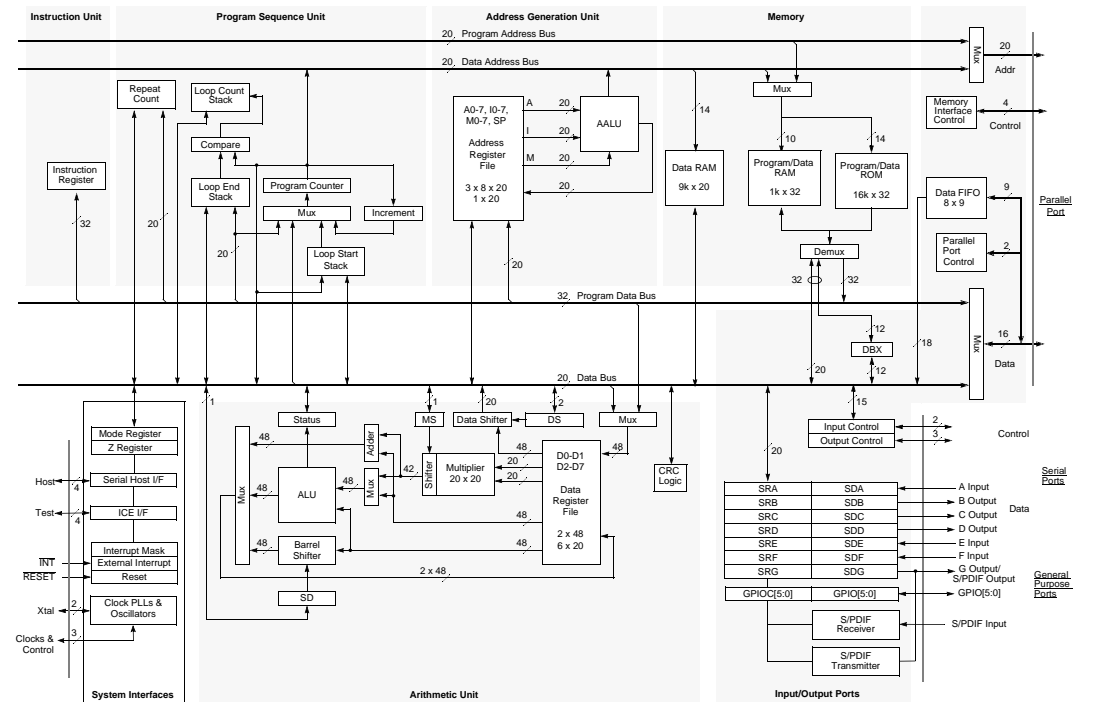 Instruction Unit
Program Sequence Unit
Address Generation Unit
Memory
20 Program Address Bus
20 Data Address Bus
Mux
20
Addr
Repeat
Count
Loop Count
Stack
Compare
Loop End
Stack
Program Counter
Mux
Increment
Loop Start
Stack
Instruction
Register
32
20
20
A0-7, I0-7,
M0-7, SP
Address
Register
File
3 x 8 x 20
1 x 20
A
20
I
20
M
20
20
AALU
20
14
Data RAM
9k x 20
Mux
10
14
Program/Data
RAM
1k x 32
Program/Data
ROM
16k x 32
Demux
32
32
Memory
Interface
Control
4
Control
Data FIFO
8 x 9
9
Parallel
Port
Control
2
Parallel
Port
32 Program Data Bus
12
DBX
12
20
18
Mux
16
Data
20 Data Bus
1
1
20
2
15
Mode Register
Z Register
Serial Host I/F
ICE I/F
Interrupt Mask
External Interrupt
Reset
Clock PLLs &
Oscillators
Host
4
Test
4
INT
RESET
Xtal
2
Clocks &
Control
3
System Interfaces
Status
MS
Data Shifter
DS
Mux
Mux
48
48
48
ALU
Adder
Mux
48
42
Shifter
Multiplier
20 x 20
48
20
20
48
48
48
D0-D1
D2-D7
Data
Register
File
2 x 48
6 x 20
Barrel
Shifter
2 x 48
SD
CRC
Logic
Arithmetic Unit
20
Input Control
Output Control
2
3
Control
Serial
Ports
SRA SDA A Input
SRB SDB B Output
SRC SDC C Output
SRD SDD D Output
SRE SDE E Input
SRF SDF F Input
SRG SDG G Output/
S/PDIF Output
Data
GPIOC[5:0] GPIO[5:0] GPIO[5:0]
General
Purpose
Ports
S/PDIF
Receiver
S/PDIF Input
S/PDIF
Transmitter
Input/Output Ports